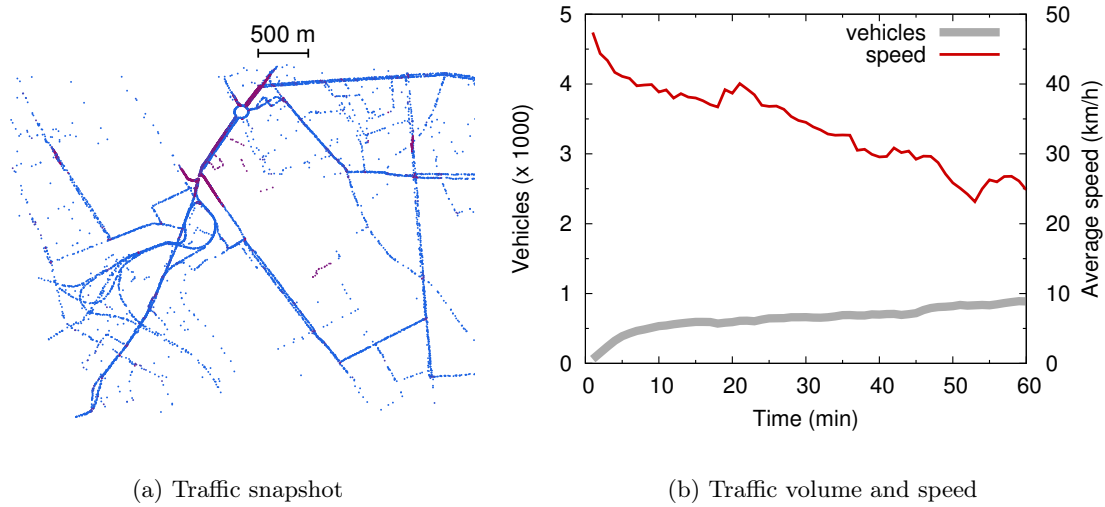 500 m
vehicles
speed
5
4
3
2
1
0
Vehicles (x 1000)
50
40
30
20
10
0
Average speed (km/h)
0 10 20 30 40 50 60
Time (min)
(a) Traffic snapshot
(b) Traffic volume and speed